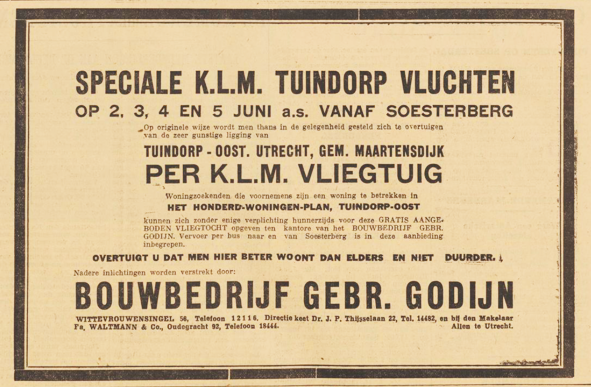 SPECIALE K.L.M. TUINDORP VLUCHTEN
OP 2, 3, 4 EN 5 JUNI a.s. VANAF SOESTERBERG
Op originele wijze wordt men thans in de gelegenheid gesteld zich te overtuigen
van de zeer gunstige ligging van
TUINDORP - OOST. UTRECHT, GEM. MAARTENSDIJK
PER K.L.M. VLIEGTUIG
Woningzoekenden die voornemens zijn een woning te betrekken in
HET HONDERD-WONINGEN-PLAN, TUINDORP-OOST
kunnen zich zonder enige verplichting hunnerzijds voor deze GRATIS AANGE-
BODEN VLIEGTOCHT opgeven ten kantore van het BOUWBEDRIJF GEBR.
GODIJN. Vervoer per bus naar en van Soesterberg is in deze aanbieding
inbegrepen.
OVERTUIGT U DAT MEN HIER BETER WOONT DAN ELDERS EN NIET DUURDER.
Nadere inlichtingen worden verstrekt door:
BOUWBEDRIJF GEBR. GODIJN
WITTEVROUWENSINGEL 56, Telefoon 12116, Directie keet Dr. J. P. Thijsselaan 22, Tel. 14482, en bij den Makelaar
Fa. WALTMANN & Co., Oudegracht 92, Telefoon 18444. Allen te Utrecht.